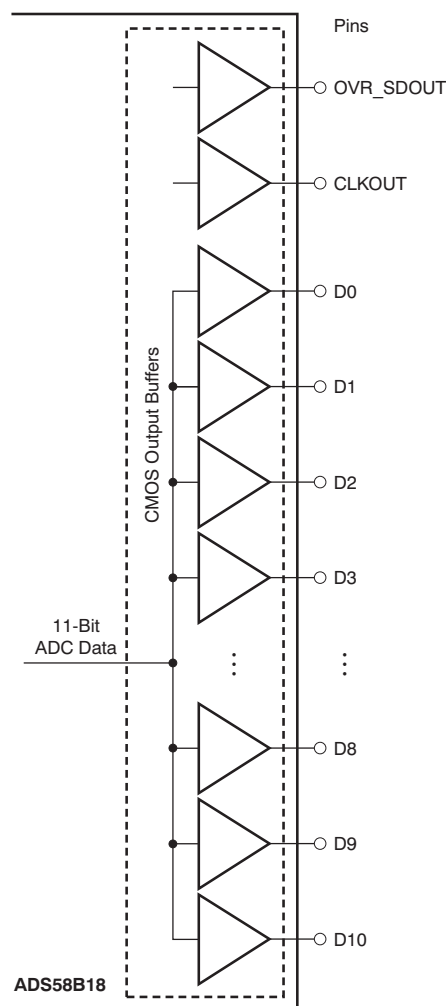 Pins
OVR_SDOUT
CLKOUT
CMOS Output Buffers
D0
D1
D2
D3
11-Bit
ADC Data
D8
D9
D10
ADS58B18